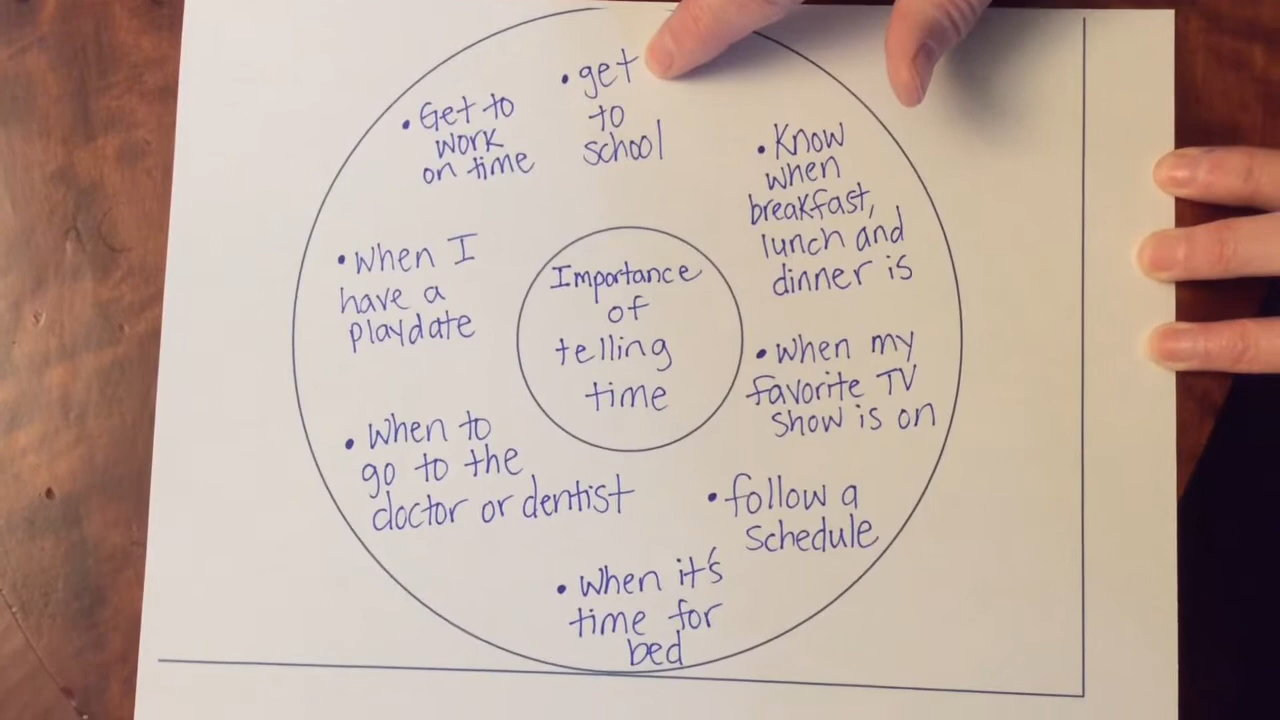 • get
to
school
• Know
when
breakfast,
lunch and
dinner is
• when my
favorite TV
show is on
• follow a
schedule
• When it's
time for
bed
• When to
go to the
doctor or dentist
• when I
have a
playdate
• Get to
work
on time
Importance
of
telling
time